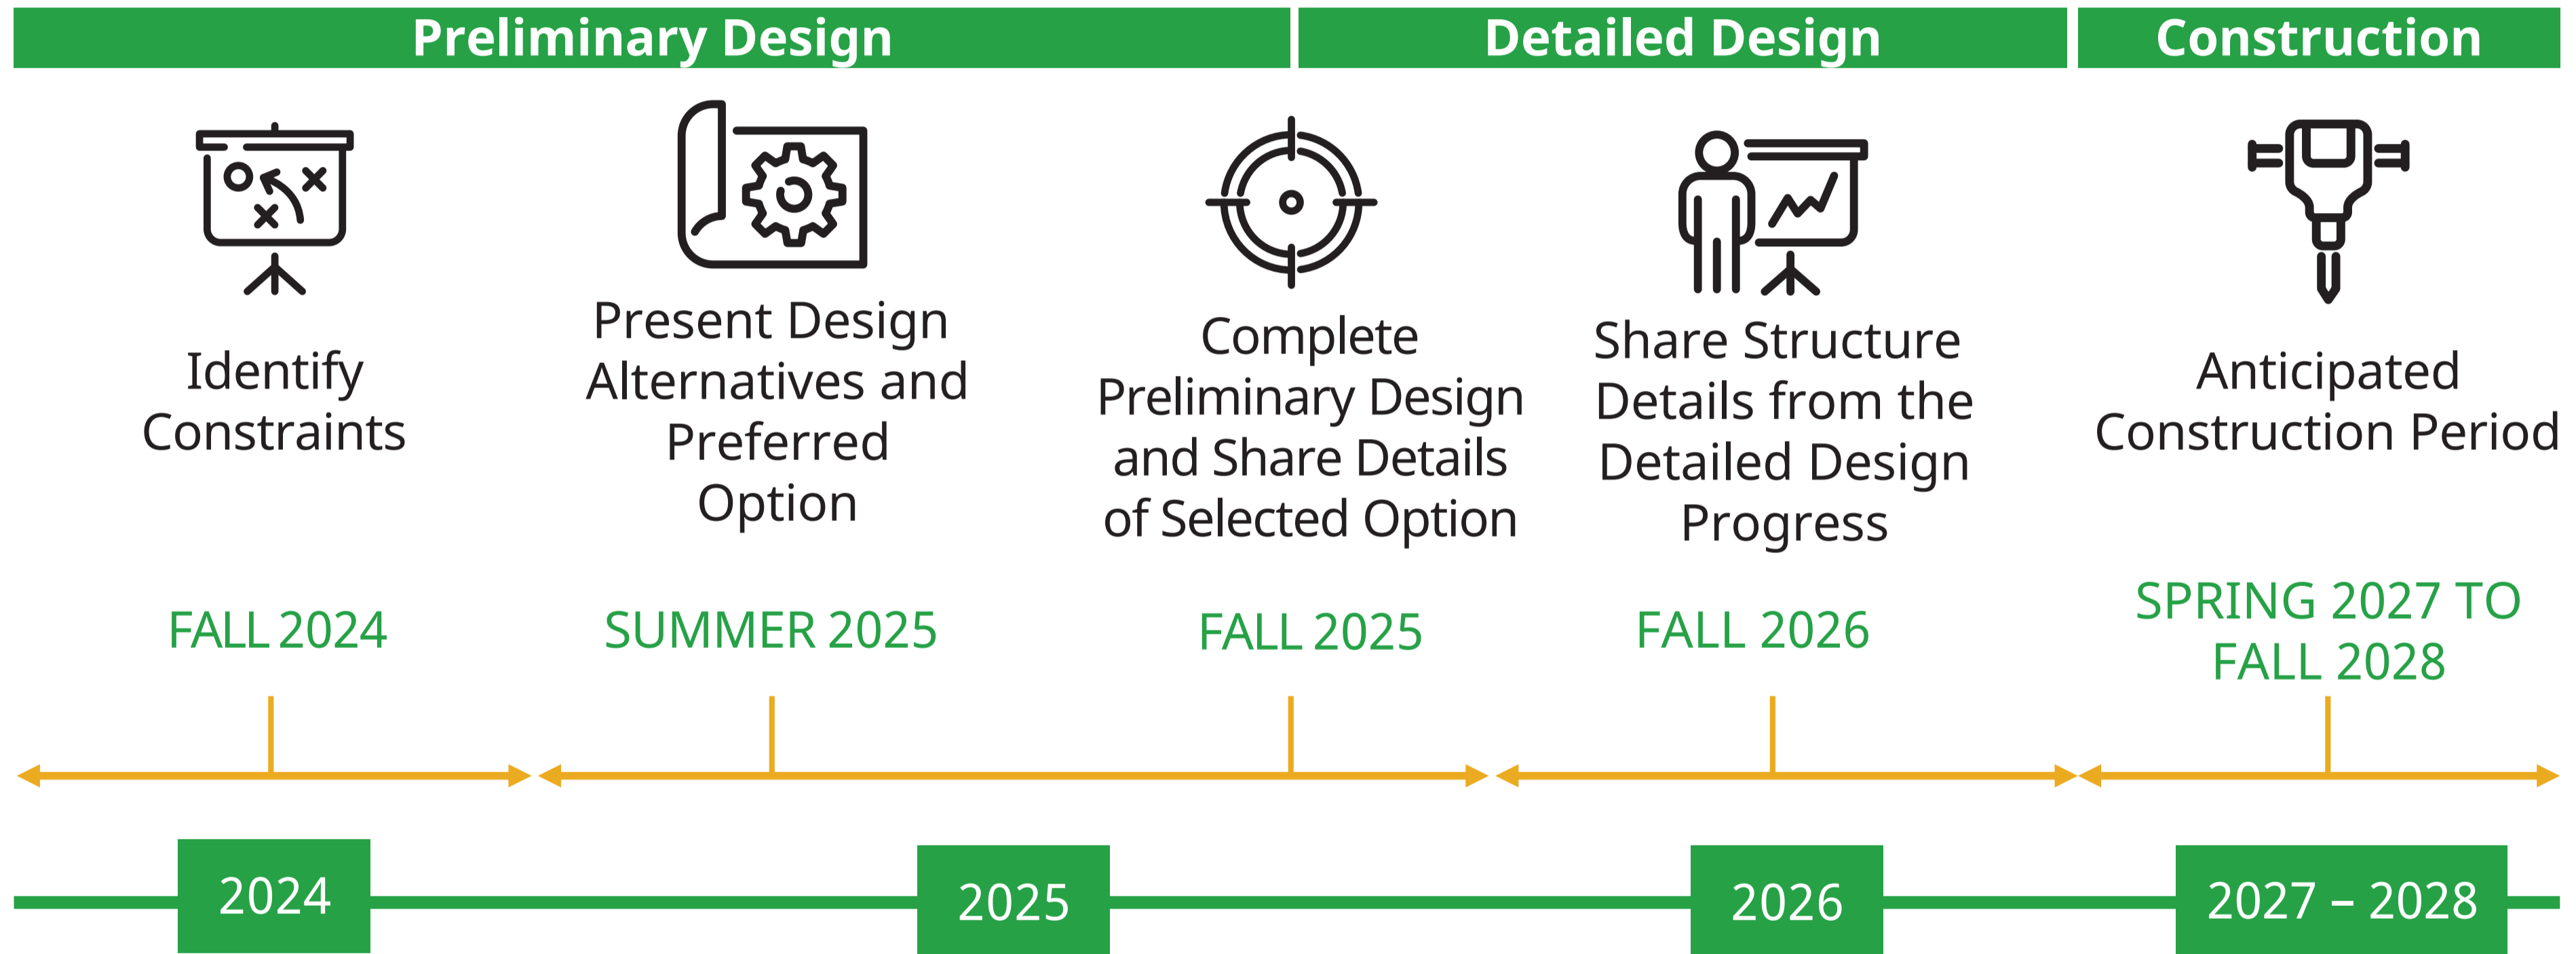 Preliminary Design
Detailed Design
Construction
Identify
Constraints
Present Design
Alternatives and
Preferred
Option
Complete
Preliminary Design
and Share Details
of Selected Option
Share Structure
Details from the
Detailed Design
Progress
Anticipated
Construction Period
FALL 2024
SUMMER 2025
FALL 2025
FALL 2026
SPRING 2027 TO
FALL 2028
2024
2025
2026
2027 – 2028